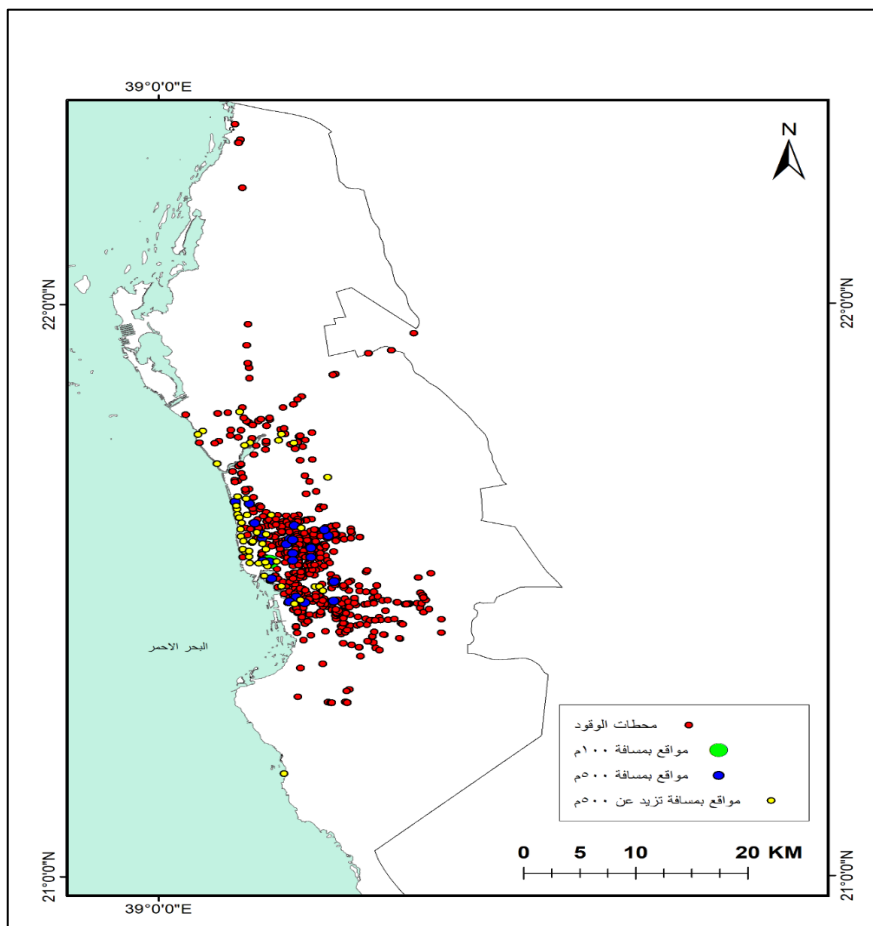 39°0'0"E
N
22°0'0"N
22°0'0"N
البحر الاحمر
محطات الوقود
مواقع بمسافة ١٠٠م
مواقع بمسافة ٥٠٠م
مواقع بمسافة تزيد عن ٥٠٠م
0 5 10 20 KM
21°0'0"N
21°0'0"N
39°0'0"E